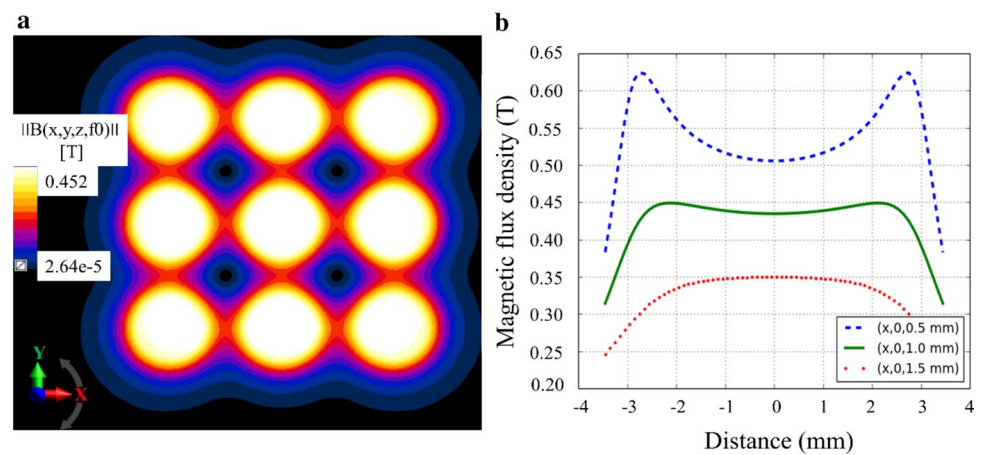 a
||B(x,y,z,f0)||
[T]
0.452
2.64e-5
Y
X
b
Magnetic flux density (T)
0.65
0.60
0.55
0.50
0.45
0.40
0.35
0.30
0.25
0.20
(x,0,0.5 mm)
(x,0,1.0 mm)
(x,0,1.5 mm)
-4 -3 -2 -1 0 1 2 3 4
Distance (mm)